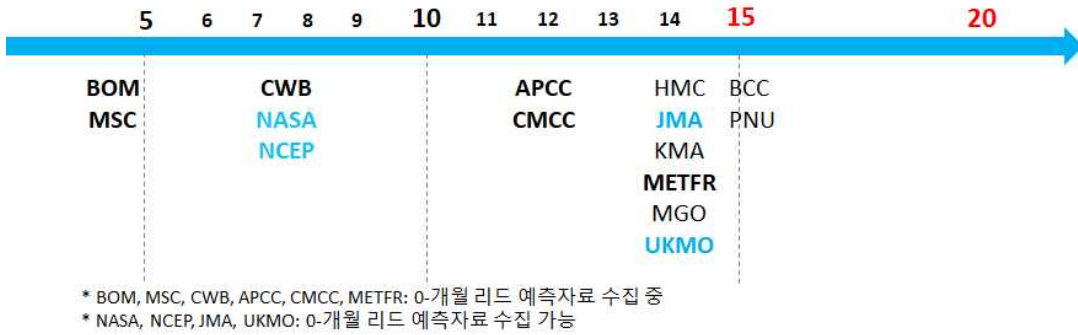 5 6 7 8 9 10 11 12 13 14 15 20
BOM CWB APCC HMC BCC
MSC NASA CMCC JMA PNU
NCEP KMA
METFR
MGO
UKMO
* BOM, MSC, CWB, APCC, CMCC, METFR: 0-개월 리드 예측자료 수집 중
* NASA, NCEP, JMA, UKMO: 0-개월 리드 예측자료 수집 가능